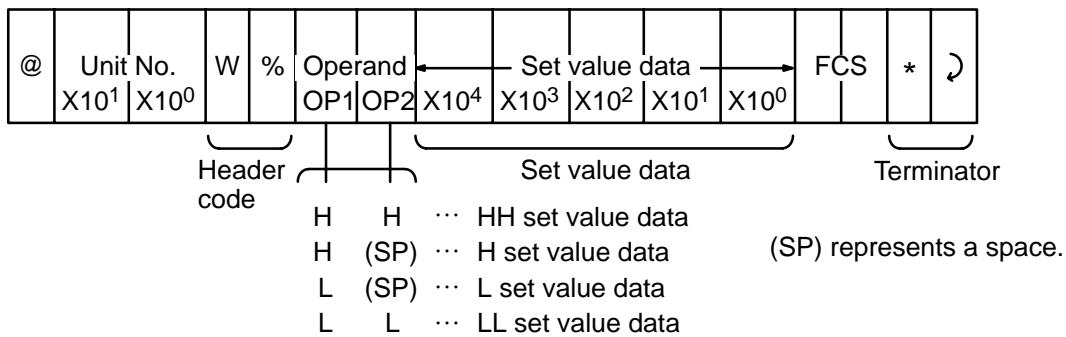 @ Unit No. W % Operand Set value data FCS * ⤸
X10¹ X10⁰ OP1 OP2 X10⁴ X10³ X10² X10¹ X10⁰
Header code Set value data Terminator
H H ··· HH set value data
H (SP) ··· H set value data
L (SP) ··· L set value data
L L ··· LL set value data
(SP) represents a space.